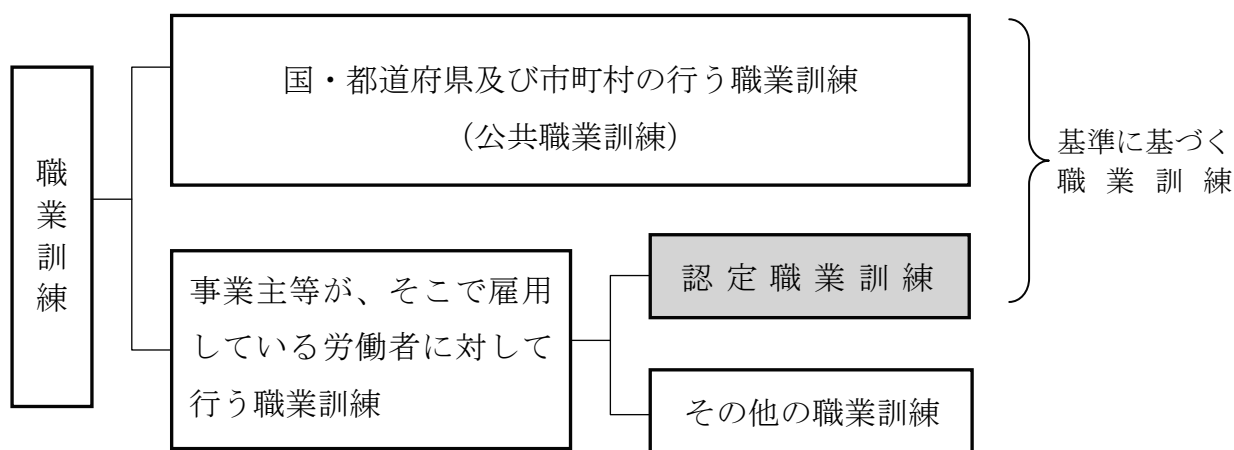 職業訓練
国・都道府県及び市町村の行う職業訓練
（公共職業訓練）
基準に基づく
職業訓練
事業主等が、そこで雇用
している労働者に対して
行う職業訓練
認定職業訓練
その他の職業訓練